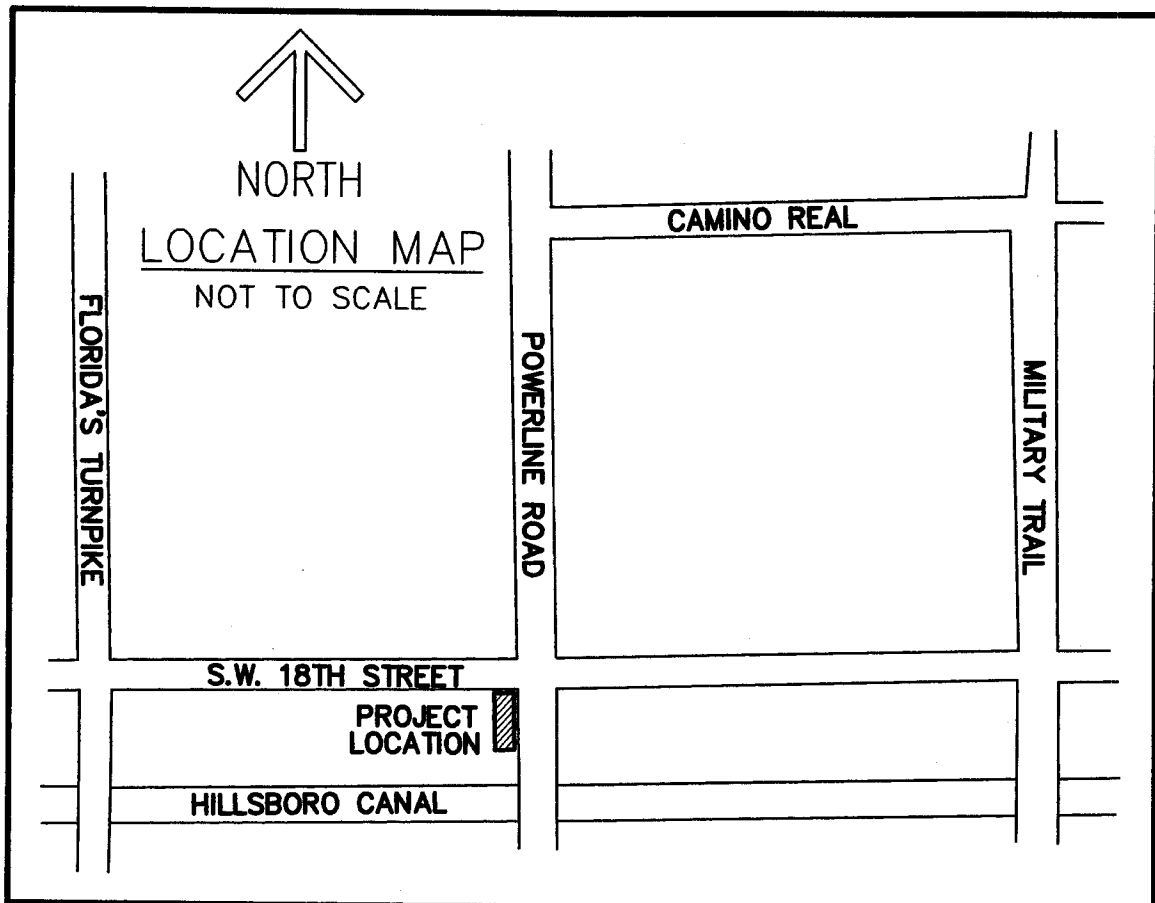 NORTH
LOCATION MAP
NOT TO SCALE
CAMINO REAL
FLORIDA'S TURNPIKE
POWERLINE ROAD
MILITARY TRAIL
S.W. 18TH STREET
PROJECT
LOCATION
HILLSBORO CANAL